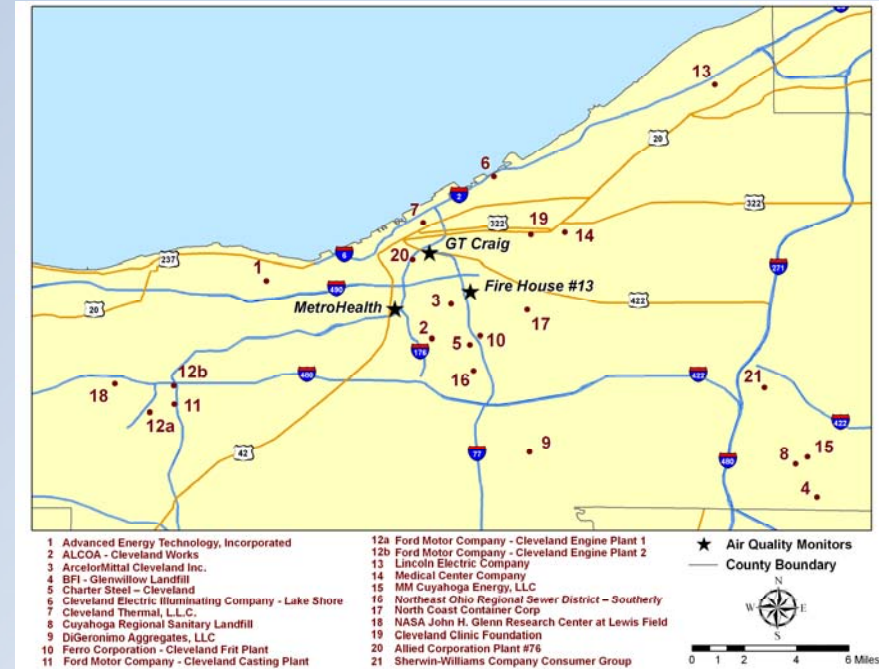 13
20
6
2
322
7
322
19
14
GT Craig
20
237
6
1
271
490
Fire House #13
20
MetroHealth
3
422
17
2
10
5
176
16
480
422
12b
18
11
12a
21
422
42
77
9
480
8
15
4
1 Advanced Energy Technology, Incorporated
2 ALCOA - Cleveland Works
3 ArcelorMittal Cleveland Inc.
4 BFI - Glenwillow Landfill
5 Charter Steel – Cleveland
6 Cleveland Electric Illuminating Company - Lake Shore
7 Cleveland Thermal, L.L.C.
8 Cuyahoga Regional Sanitary Landfill
9 DiGeronimo Aggregates, LLC
10 Ferro Corporation - Cleveland Frit Plant
11 Ford Motor Company - Cleveland Casting Plant
12a Ford Motor Company - Cleveland Engine Plant 1
12b Ford Motor Company - Cleveland Engine Plant 2
13 Lincoln Electric Company
14 Medical Center Company
15 MM Cuyahoga Energy, LLC
16 Northeast Ohio Regional Sewer District – Southerly
17 North Coast Container Corp
18 NASA John H. Glenn Research Center at Lewis Field
19 Cleveland Clinic Foundation
20 Allied Corporation Plant #76
21 Sherwin-Williams Company Consumer Group
Air Quality Monitors
County Boundary
N
W E
S
0 1 2 3 4 6 Miles